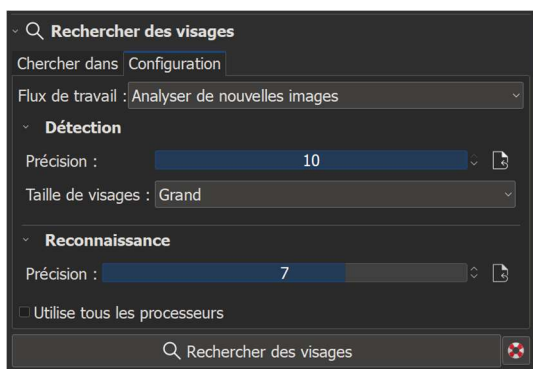 Rechercher des visages
Chercher dans Configuration
Flux de travail : Analyser de nouvelles images
Détection
Précision : 10
Taille de visages : Grand
Reconnaissance
Précision : 7
Utilise tous les processeurs
Rechercher des visages